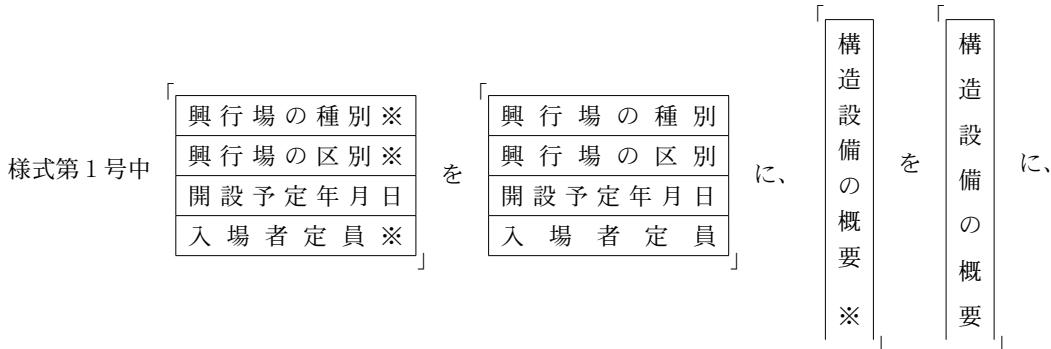 様式第1号中
「
興行場の種別※
興行場の区別※
開設予定年月日
入場者定員※
」
を
「
興行場の種別
興行場の区別
開設予定年月日
入場者定員
」
に、
「
構造設備の概要※
」
を
「
構造設備の概要
」
に、